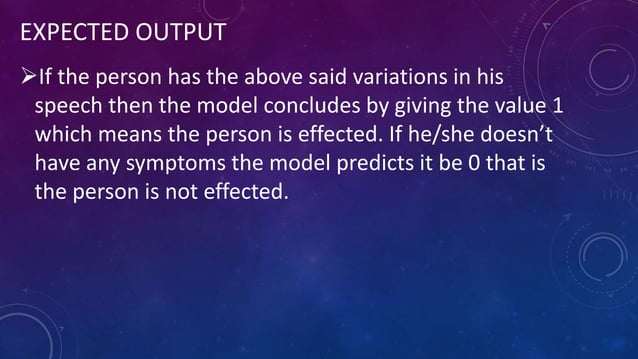 EXPECTED OUTPUT
➢If the person has the above said variations in his
speech then the model concludes by giving the value 1
which means the person is effected. If he/she doesn’t
have any symptoms the model predicts it be 0 that is
the person is not effected.